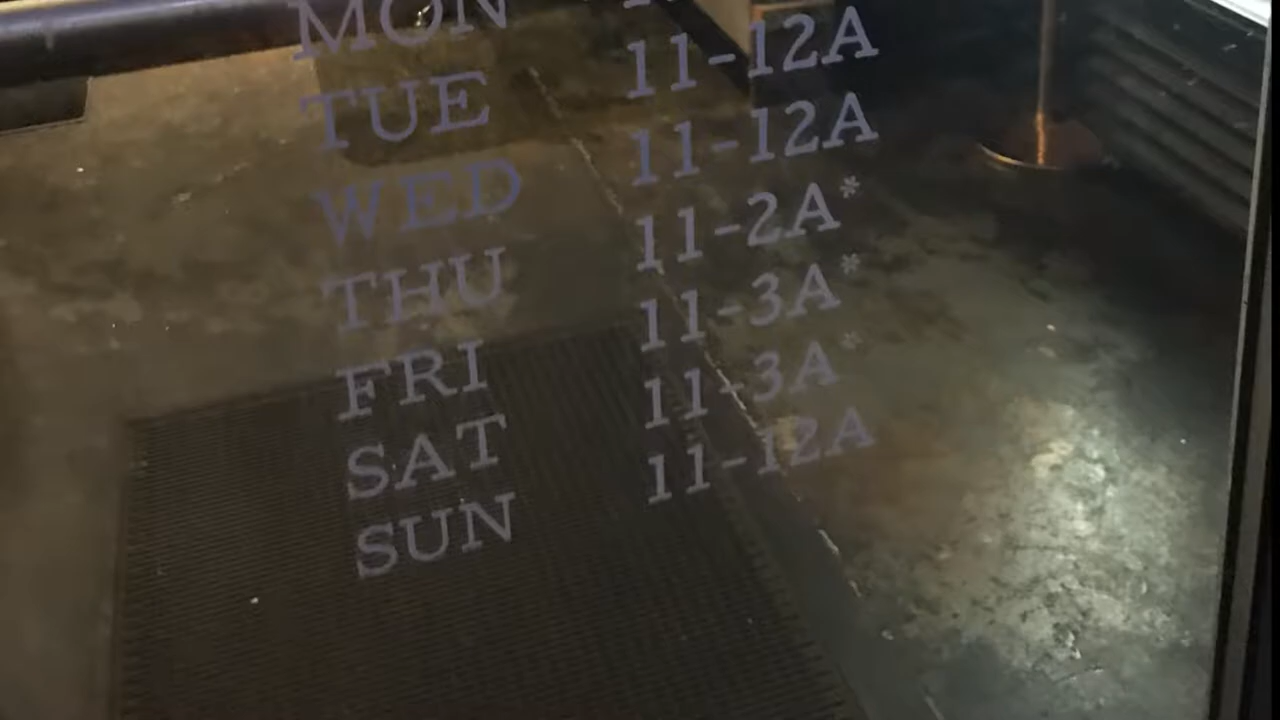 MON
TUE 11-12A
WED 11-12A
THU 11-2A*
FRI 11-3A*
SAT 11-3A*
SUN 11-12A